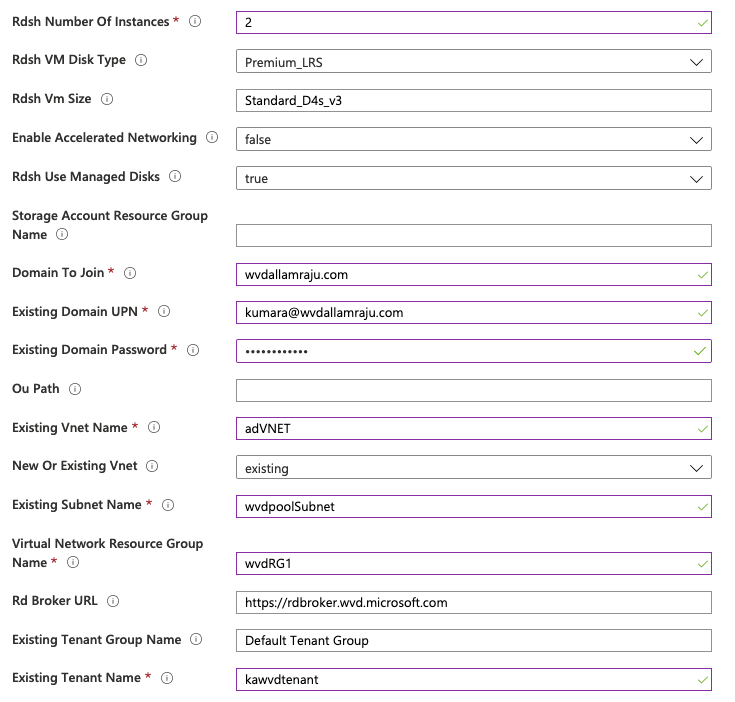 Rdsh Number Of Instances * 2
Rdsh VM Disk Type Premium_LRS
Rdsh Vm Size Standard_D4s_v3
Enable Accelerated Networking false
Rdsh Use Managed Disks true
Storage Account Resource Group
Name
Domain To Join * wvdallamraju.com
Existing Domain UPN * kumara@wvdallamraju.com
Existing Domain Password * ••••••••••••
Ou Path
Existing Vnet Name * adVNET
New Or Existing Vnet existing
Existing Subnet Name * wvdpoolSubnet
Virtual Network Resource Group
Name * wvdRG1
Rd Broker URL https://rdbroker.wvd.microsoft.com
Existing Tenant Group Name Default Tenant Group
Existing Tenant Name * kawvdtenant